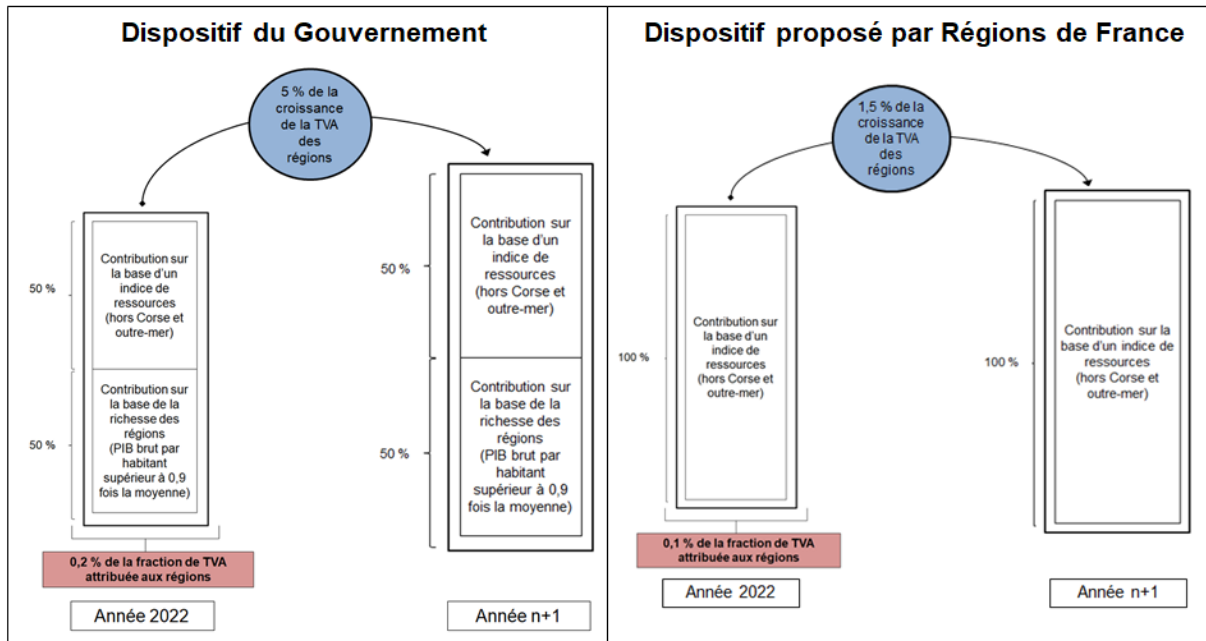 Dispositif du Gouvernement
5 % de la
croissance
de la TVA
des
régions
50 %
Contribution sur
la base d'un
indice de
ressources
(hors Corse et
outre-mer)
50 %
Contribution sur
la base de la
richesse des
régions
(PIB brut par
habitant
supérieur à 0,9
fois la moyenne)
0,2 % de la fraction de TVA
attribuée aux régions
Année 2022
50 %
Contribution sur
la base d'un
indice de
ressources
(hors Corse et
outre-mer)
50 %
Contribution sur
la base de la
richesse des
régions
(PIB brut par
habitant
supérieur à 0,9
fois la moyenne)
Année n+1
Dispositif proposé par Régions de France
1,5 % de la
croissance
de la TVA
des
régions
100 %
Contribution sur
la base d'un
indice de
ressources
(hors Corse et
outre-mer)
0,1 % de la fraction de TVA
attribuée aux régions
Année 2022
100 %
Contribution sur la
base d'un indice de
ressources
(hors Corse et
outre-mer)
Année n+1